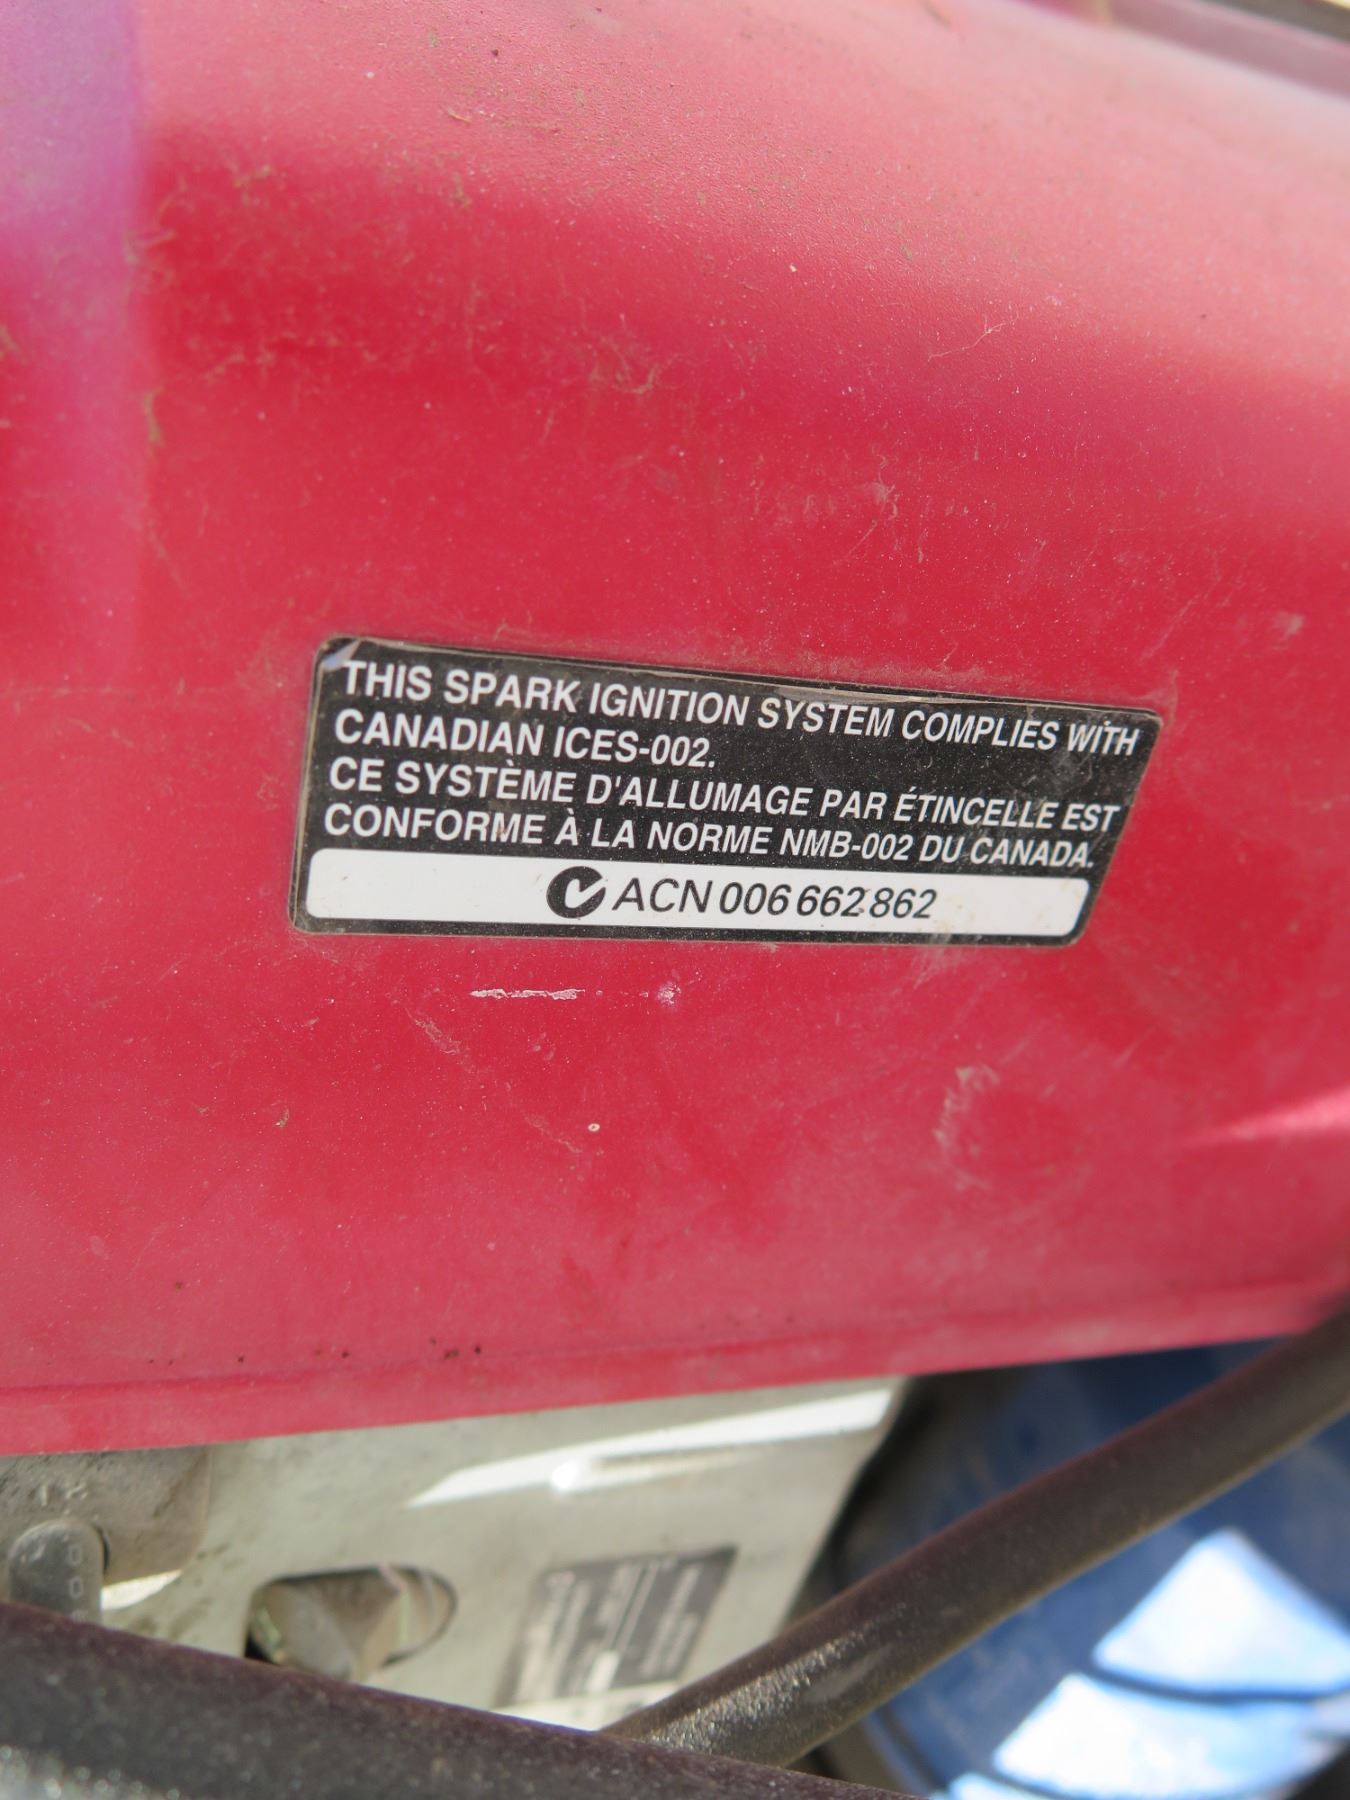 THIS SPARK IGNITION SYSTEM COMPLIES WITH
CANADIAN ICES-002.
CE SYSTÈME D'ALLUMAGE PAR ÉTINCELLE EST
CONFORME À LA NORME NMB-002 DU CANADA.
ACN 006 662 862